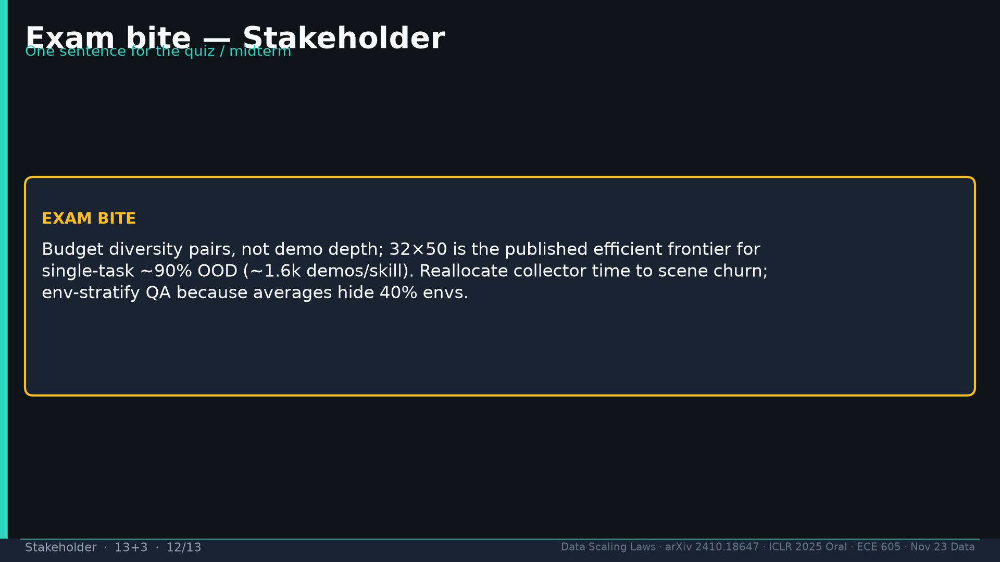 Exam bite — Stakeholder
One sentence for the quiz / midterm
EXAM BITE
Budget diversity pairs, not demo depth; 32×50 is the published efficient frontier for
single-task ~90% OOD (~1.6k demos/skill). Reallocate collector time to scene churn;
env-stratify QA because averages hide 40% envs.
Stakeholder · 13+3 · 12/13
Data Scaling Laws · arXiv 2410.18647 · ICLR 2025 Oral · ECE 605 · Nov 23 Data